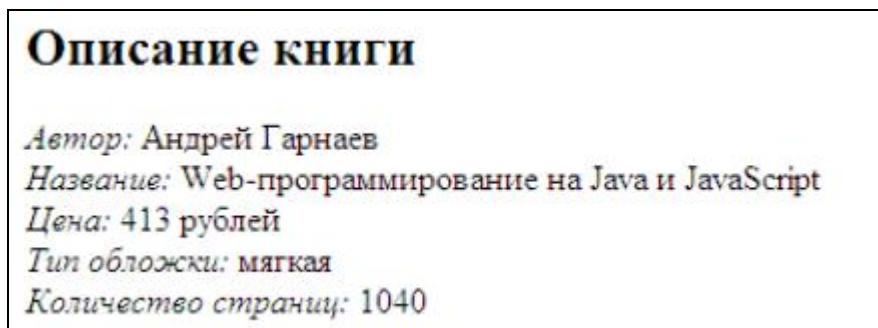 Описание книги
Автор: Андрей Гарнаев
Название: Web-программирование на Java и JavaScript
Цена: 413 рублей
Тип обложки: мягкая
Количество страниц: 1040